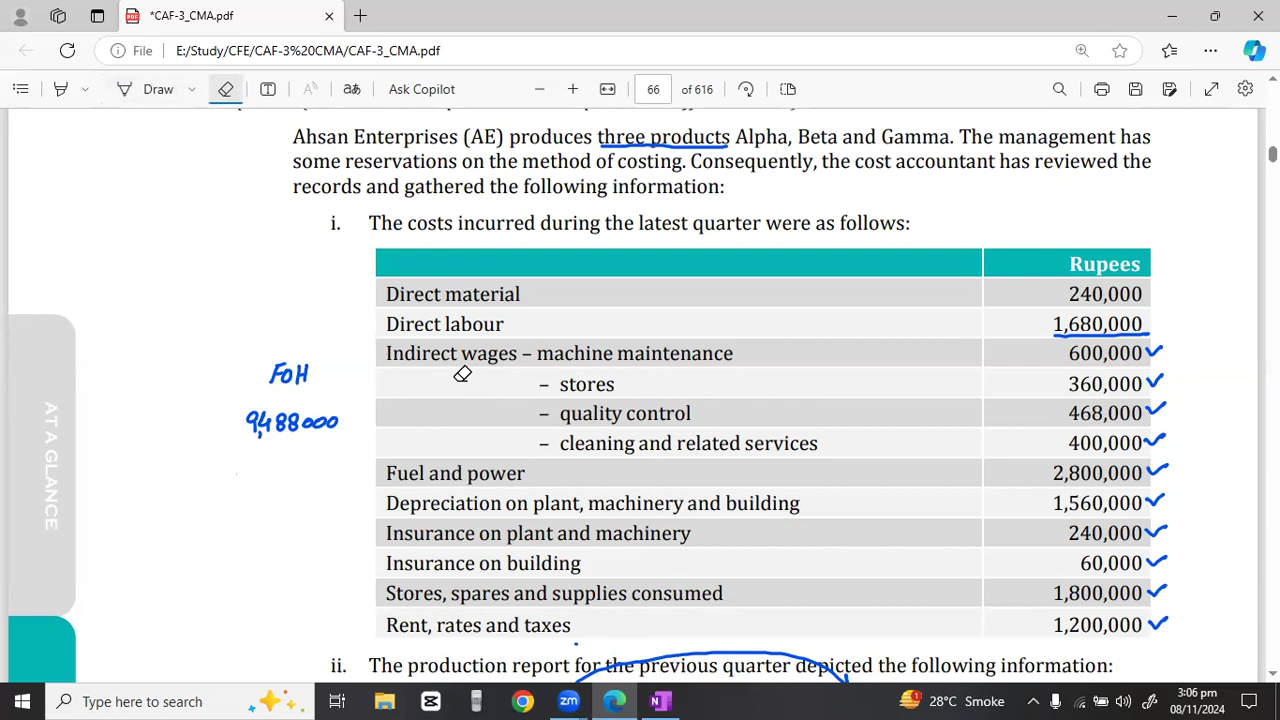 *CAF-3_CMA.pdf
File E:/Study/CFE/CAF-3%20CMA/CAF-3_CMA.pdf
Draw aあ Ask Copilot 66 of 616
Ahsan Enterprises (AE) produces three products Alpha, Beta and Gamma. The management has
some reservations on the method of costing. Consequently, the cost accountant has reviewed the
records and gathered the following information:
i. The costs incurred during the latest quarter were as follows:
Rupees
Direct material 240,000
Direct labour 1,680,000
Indirect wages – machine maintenance 600,000
FOH
– stores 360,000
– quality control 468,000
9,488000
– cleaning and related services 400,000
Fuel and power 2,800,000
Depreciation on plant, machinery and building 1,560,000
Insurance on plant and machinery 240,000
Insurance on building 60,000
Stores, spares and supplies consumed 1,800,000
Rent, rates and taxes 1,200,000
ii. The production report for the previous quarter depicted the following information:
AT A GLANCE
Type here to search
28°C Smoke
3:06 pm
08/11/2024